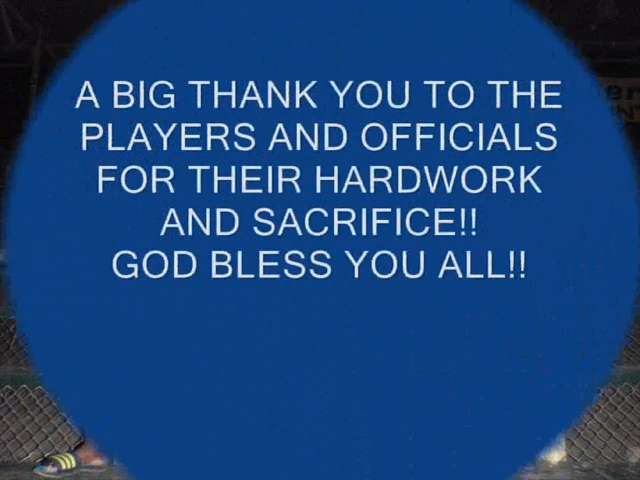 A BIG THANK YOU TO THE
PLAYERS AND OFFICIALS
FOR THEIR HARDWORK
AND SACRIFICE!!
GOD BLESS YOU ALL!!